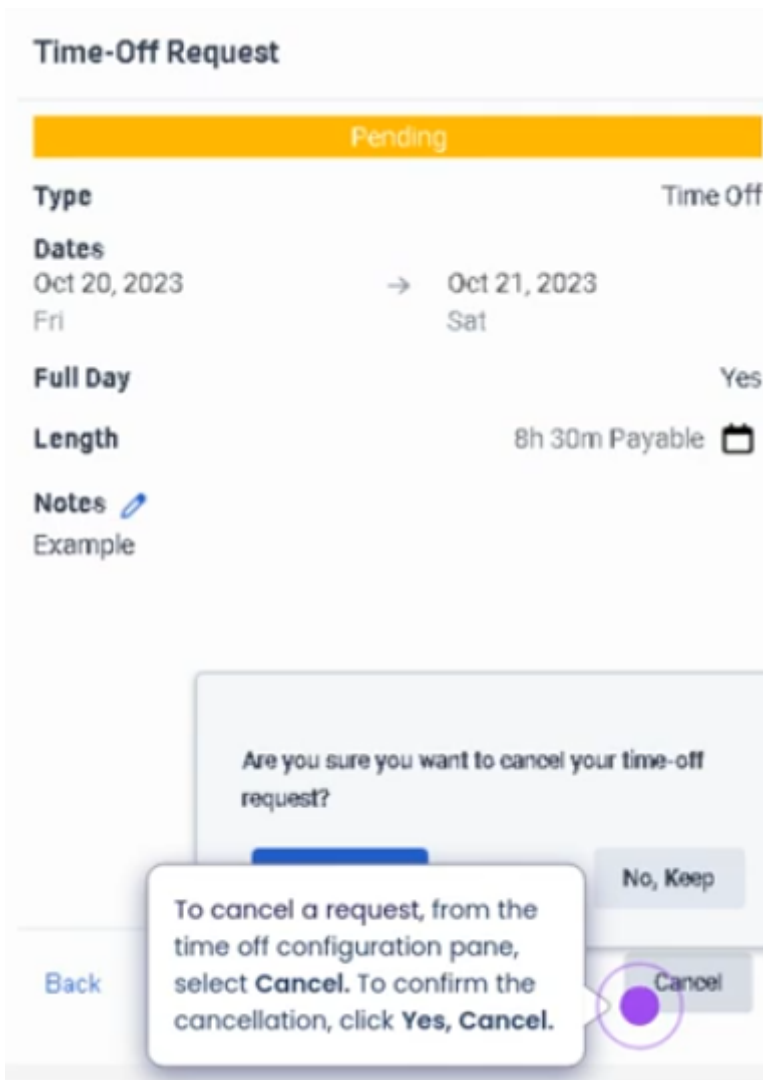 Time-Off Request
Pending
Type Time Off
Dates
Oct 20, 2023 → Oct 21, 2023
Fri Sat
Full Day Yes
Length 8h 30m Payable
Notes
Example
Are you sure you want to cancel your time-off
request?
No, Keep
To cancel a request, from the
time off configuration pane,
select Cancel. To confirm the
cancellation, click Yes, Cancel.
Back Cancel